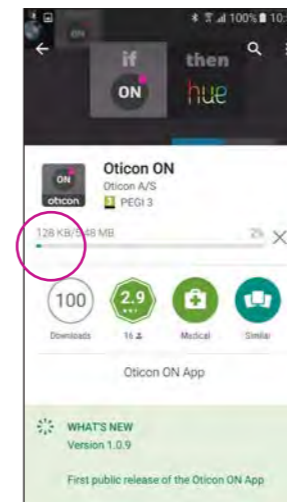 100% 10:
if then
ON hue
ON
oticon
Oticon ON
Oticon A/S
3 PEGI 3
128 KB/5.48 MB 2%
100
2.9
Downloads 16 Medical Similar
Oticon ON App
WHAT'S NEW
Version 1.0.9
First public release of the Oticon ON App